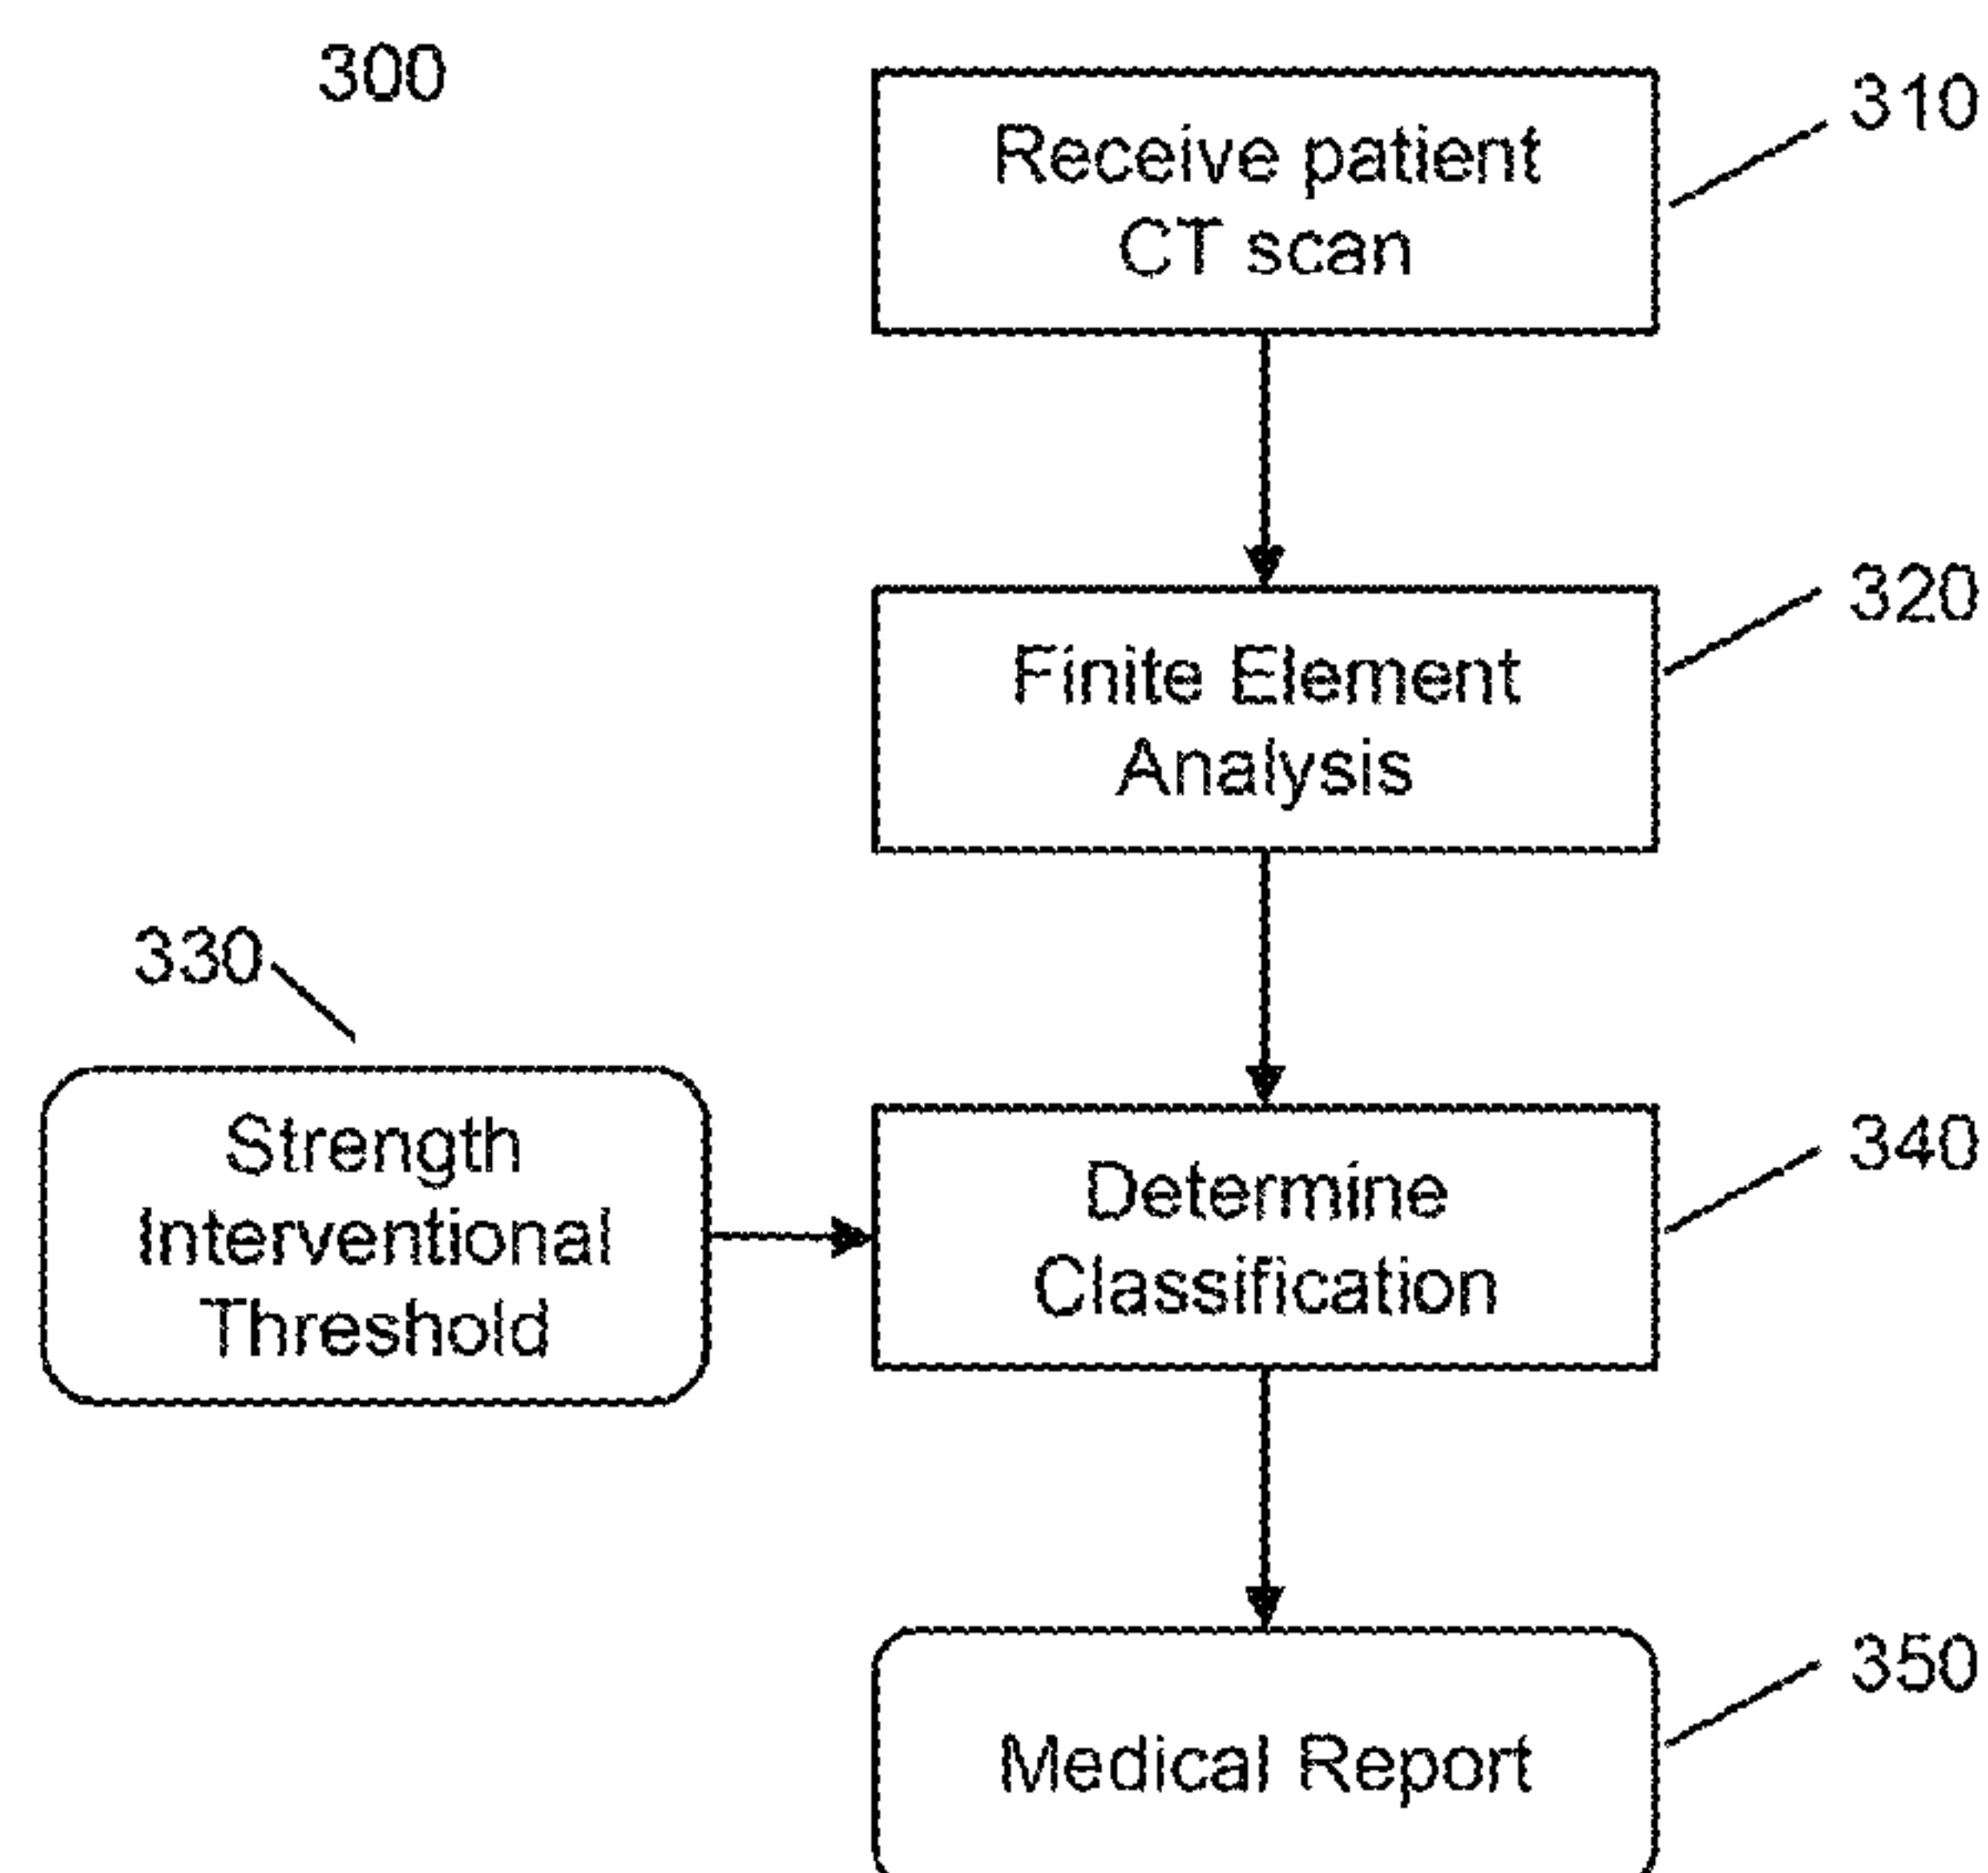 300
310
Receive patient
CT scan
320
Finite Element
Analysis
330
Strength
Interventional
Threshold
340
Determine
Classification
350
Medical Report